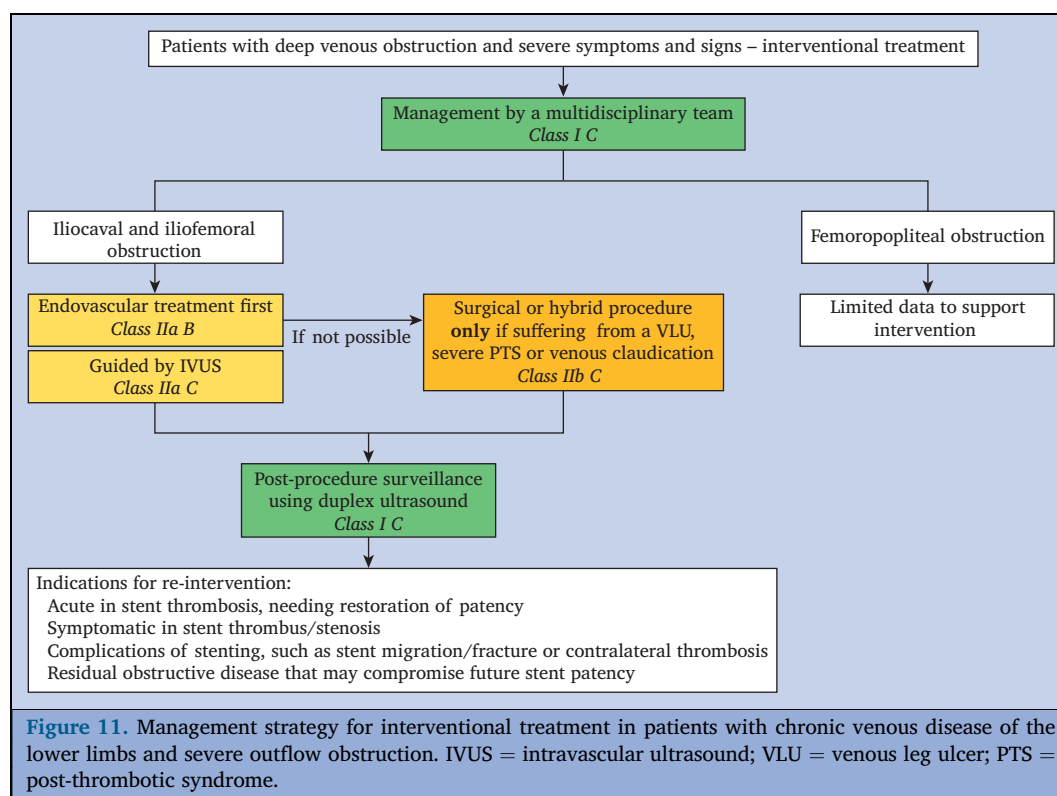 Patients with deep venous obstruction and severe symptoms and signs – interventional treatment
Management by a multidisciplinary team
Class I C
Iliocaval and iliofemoral
obstruction
Femoropopliteal obstruction
Endovascular treatment first
Class IIa B
If not possible
Surgical or hybrid procedure
only if suffering from a VLU,
severe PTS or venous claudication
Class IIb C
Limited data to support
intervention
Guided by IVUS
Class IIa C
Post-procedure surveillance
using duplex ultrasound
Class I C
Indications for re-intervention:
Acute in stent thrombosis, needing restoration of patency
Symptomatic in stent thrombus/stenosis
Complications of stenting, such as stent migration/fracture or contralateral thrombosis
Residual obstructive disease that may compromise future stent patency
Figure 11. Management strategy for interventional treatment in patients with chronic venous disease of the
lower limbs and severe outflow obstruction. IVUS = intravascular ultrasound; VLU = venous leg ulcer; PTS =
post-thrombotic syndrome.